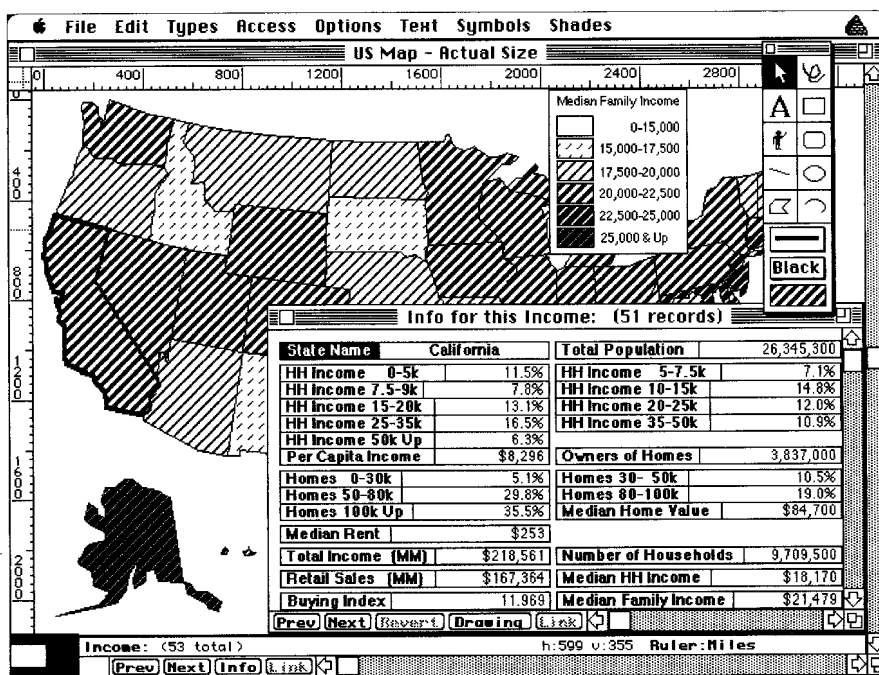 File Edit Types Access Options Text Symbols Shades
US Map - Actual Size
0 400 800 1200 1600 2000 2400 2800
0
400
800
1200
1600
2000
Median Family Income
0-15,000
15,000-17,500
17,500-20,000
20,000-22,500
22,500-25,000
25,000 & Up
A
Black
Info for this Income: (51 records)
State Name California Total Population 26,345,300
HH Income 0-5k 11.5% HH Income 5-7.5k 7.1%
HH Income 7.5-9k 7.8% HH Income 10-15k 14.8%
HH Income 15-20k 13.1% HH Income 20-25k 12.0%
HH Income 25-35k 16.5% HH Income 35-50k 10.9%
HH Income 50k Up 6.3%
Per Capita Income $8,296 Owners of Homes 3,837,000
Homes 0-30k 5.1% Homes 30- 50k 10.5%
Homes 50-80k 29.8% Homes 80-100k 19.0%
Homes 100k Up 35.5% Median Home Value $84,700
Median Rent $253
Total Income (MM) $218,561 Number of Households 9,709,500
Retail Sales (MM) $167,364 Median HH Income $18,170
Buying Index 11.969 Median Family Income $21,479
Prev Next Revert Drawing Link
Income: (53 total) h:599 v:355 Ruler:Miles
Prev Next Info Link